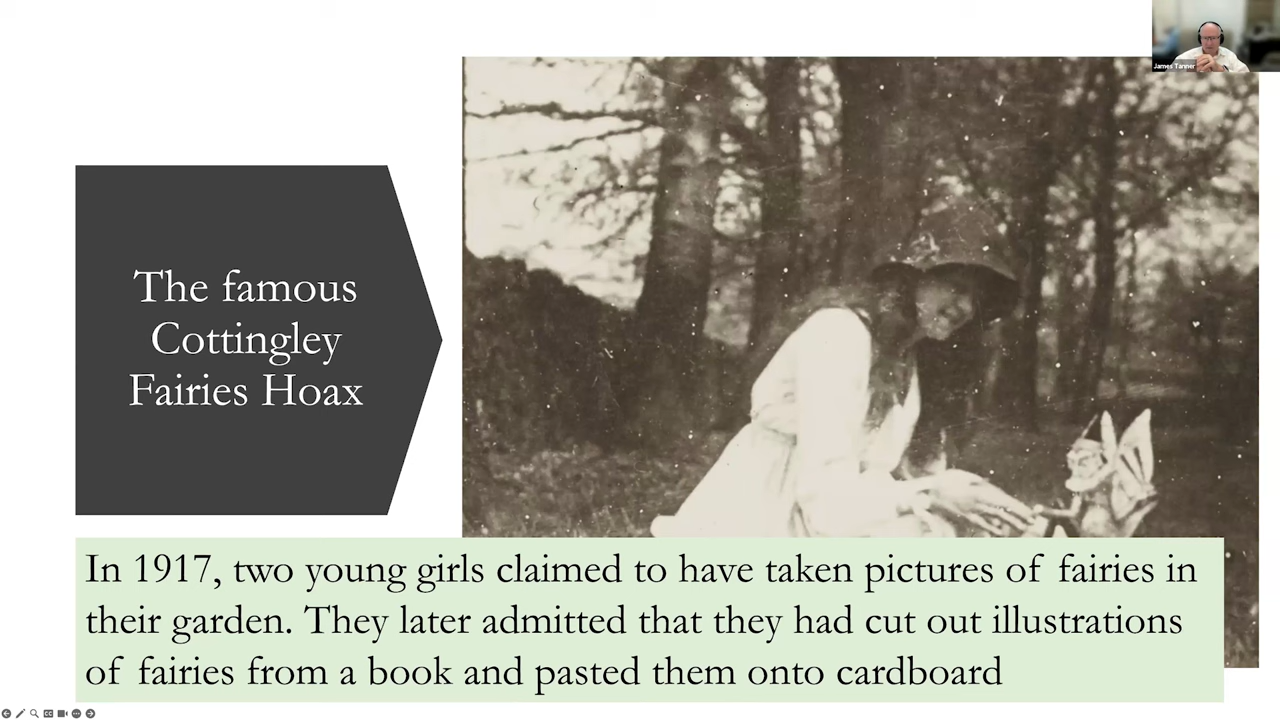 James Tanner
The famous
Cottingley
Fairies Hoax
In 1917, two young girls claimed to have taken pictures of fairies in
their garden. They later admitted that they had cut out illustrations
of fairies from a book and pasted them onto cardboard